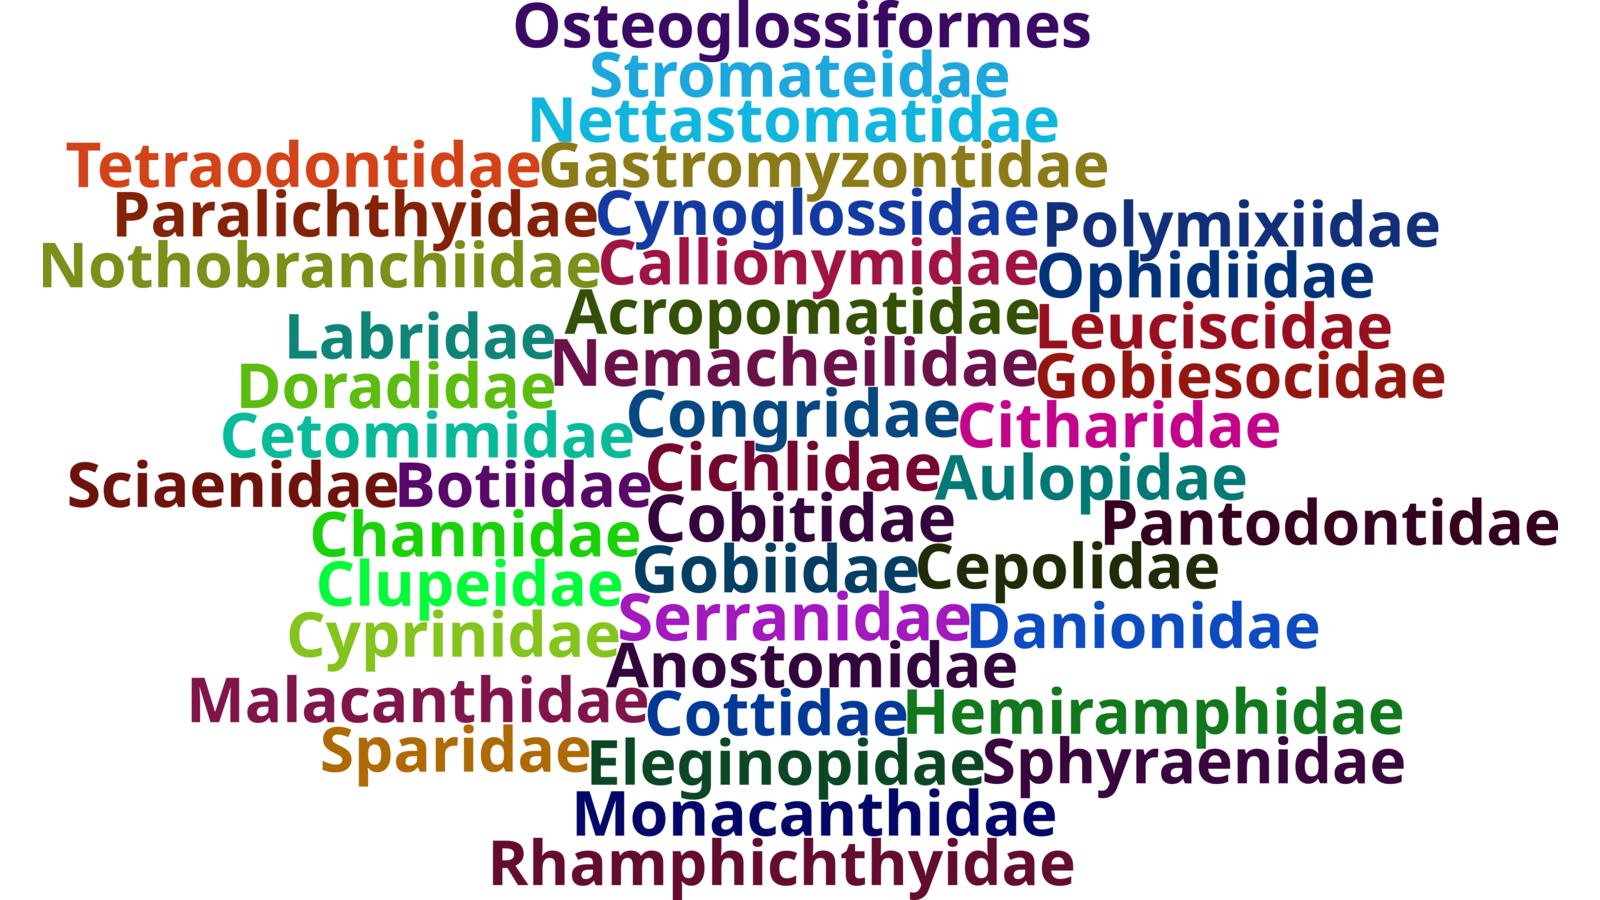 Osteoglossiformes
Stromateidae
Nettastomatidae
Tetraodontidae Gastromyzontidae
Paralichthyidae Cynoglossidae Polymixiidae
Nothobranchiidae Callionymidae Ophidiidae
Acropomatidae Leuciscidae
Labridae Nemacheilidae Gobiesocidae
Doradidae Congridae Citharidae
Cetomimidae Cichlidae Aulopidae
Sciaenidae Botiidae Cobitidae Pantodontidae
Channidae Gobiidae Cepolidae
Clupeidae Serranidae Danionidae
Cyprinidae Anostomidae
Malacanthidae Cottidae Hemiramphidae
Sparidae Eleginopidae Sphyraenidae
Monacanthidae
Rhamphichthyidae